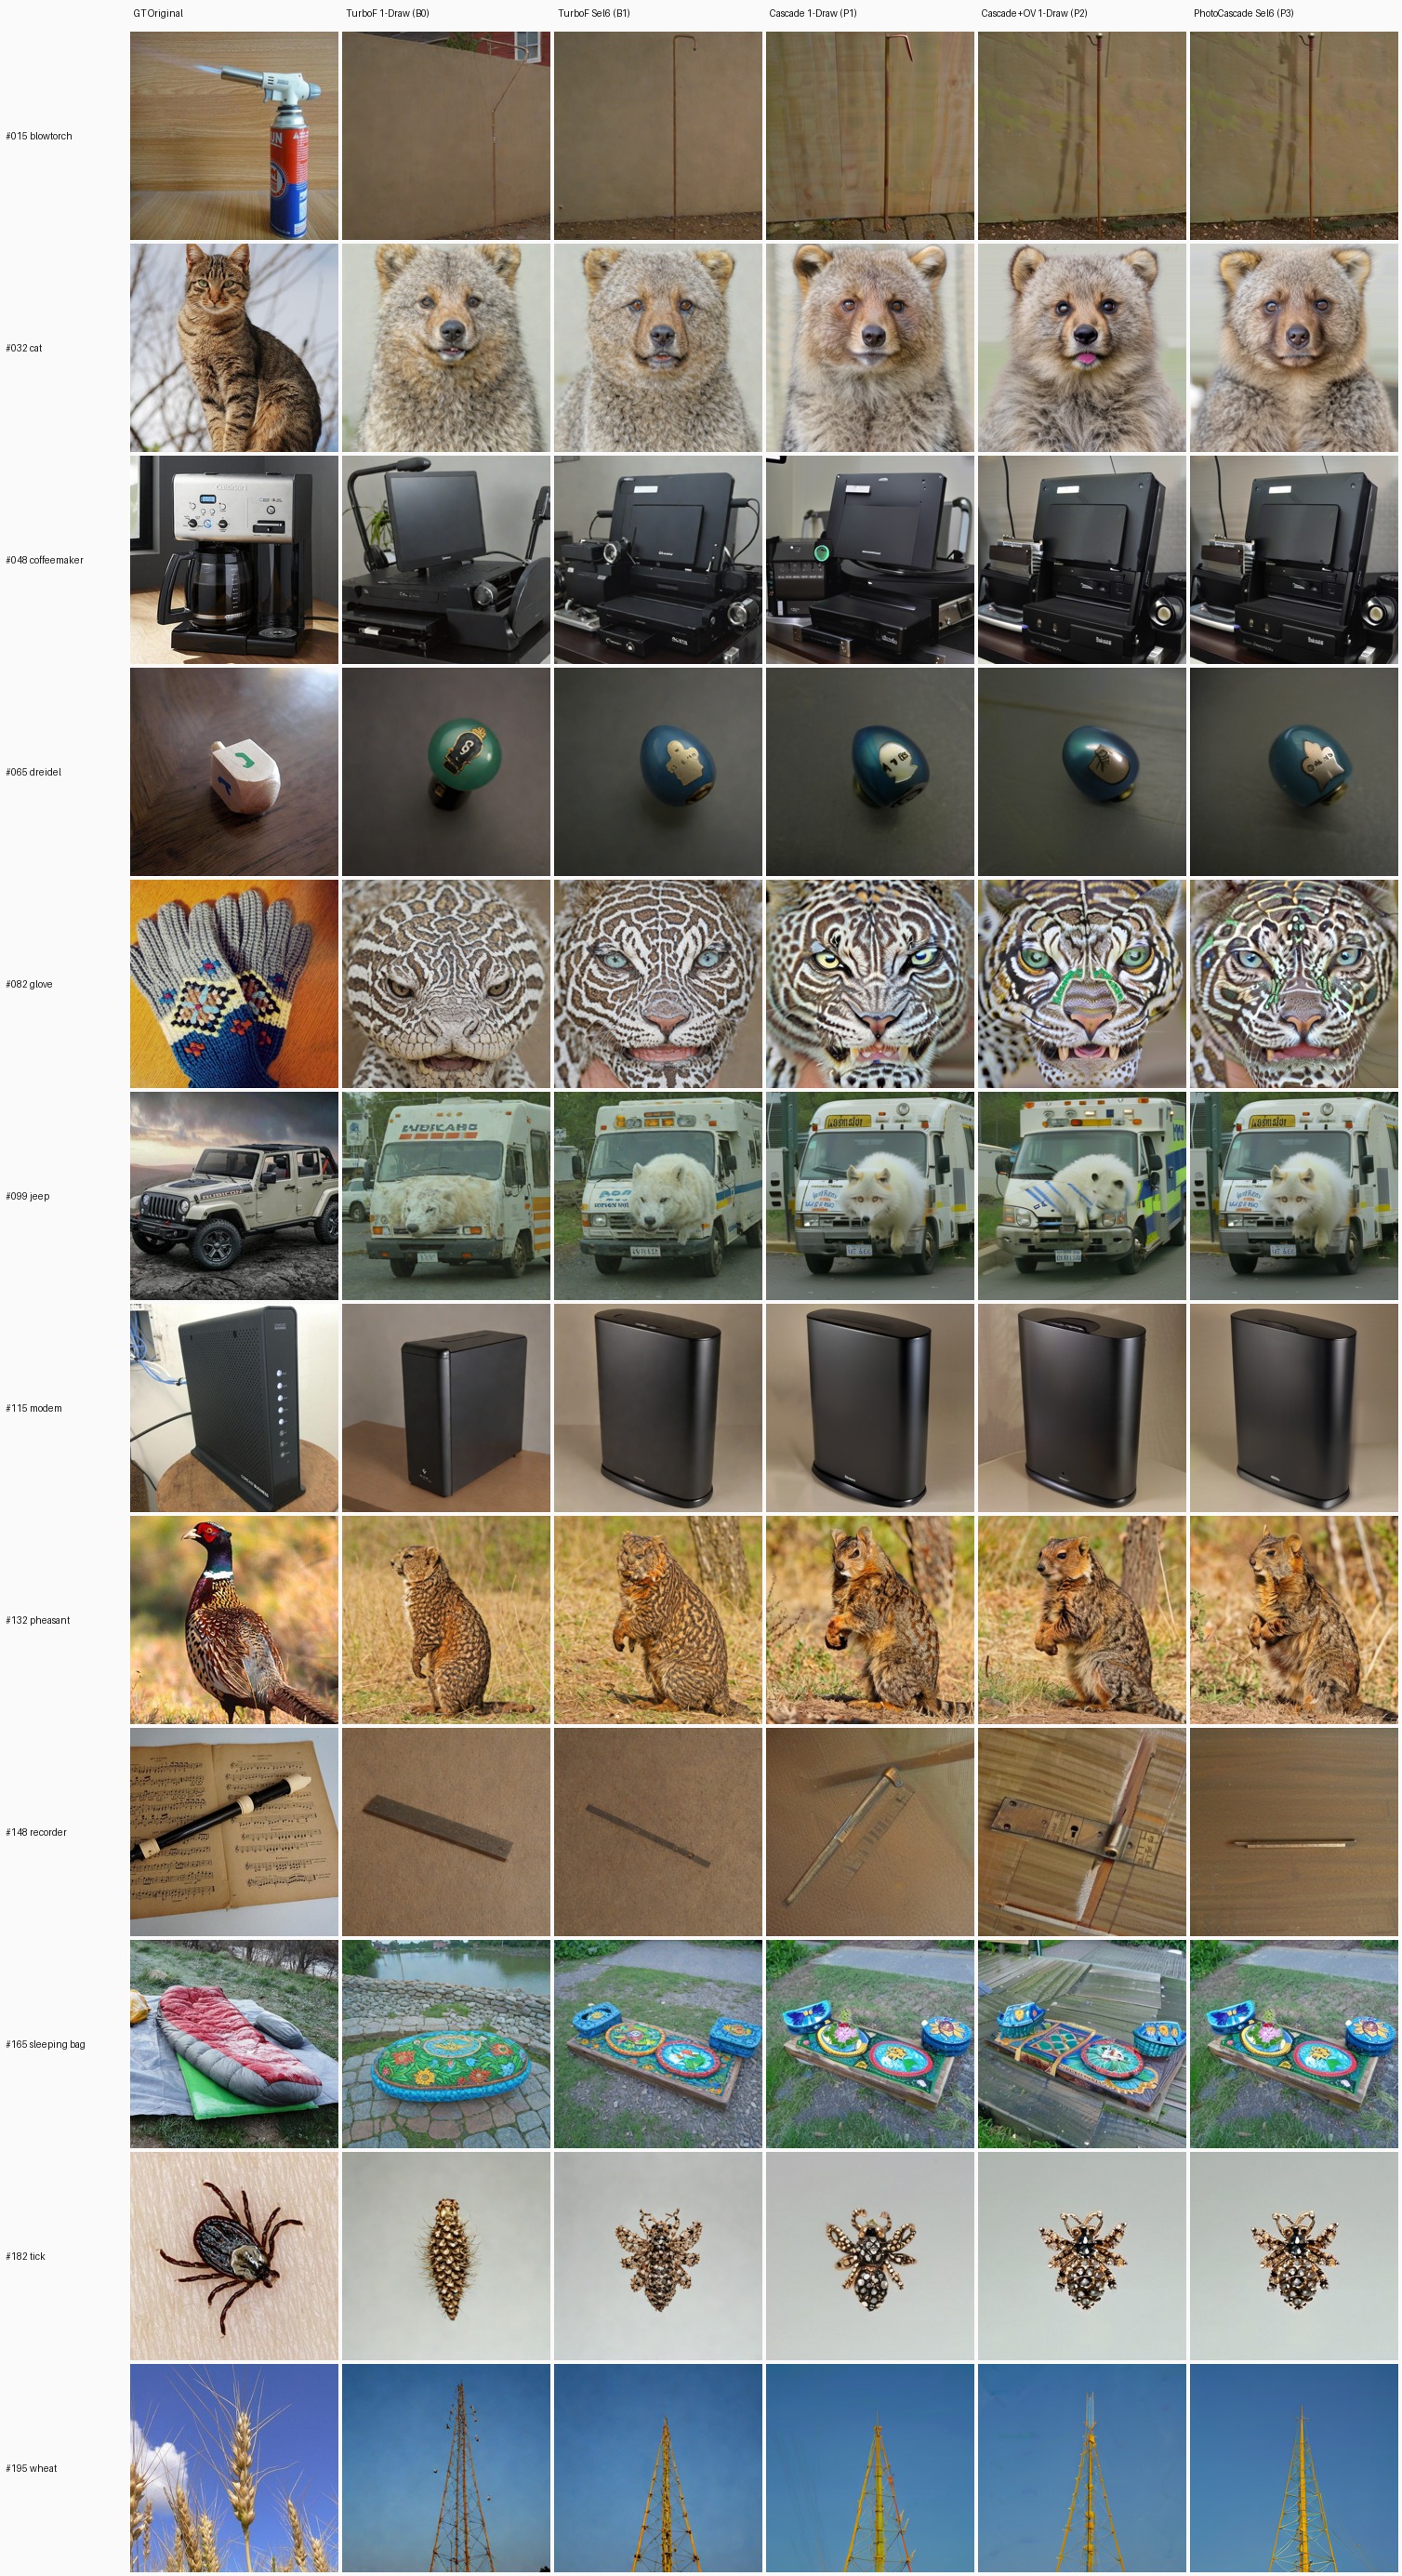 GT Original
TurboF 1-Draw (B0)
TurboF Sel6 (B1)
Cascade 1-Draw (P1)
Cascade+OV 1-Draw (P2)
PhotoCascade Sel6 (P3)
#015 blowtorch
#032 cat
#048 coffeemaker
#065 dreidel
#082 glove
#099 jeep
#115 modem
#132 pheasant
#148 recorder
#165 sleeping bag
#182 tick
#195 wheat